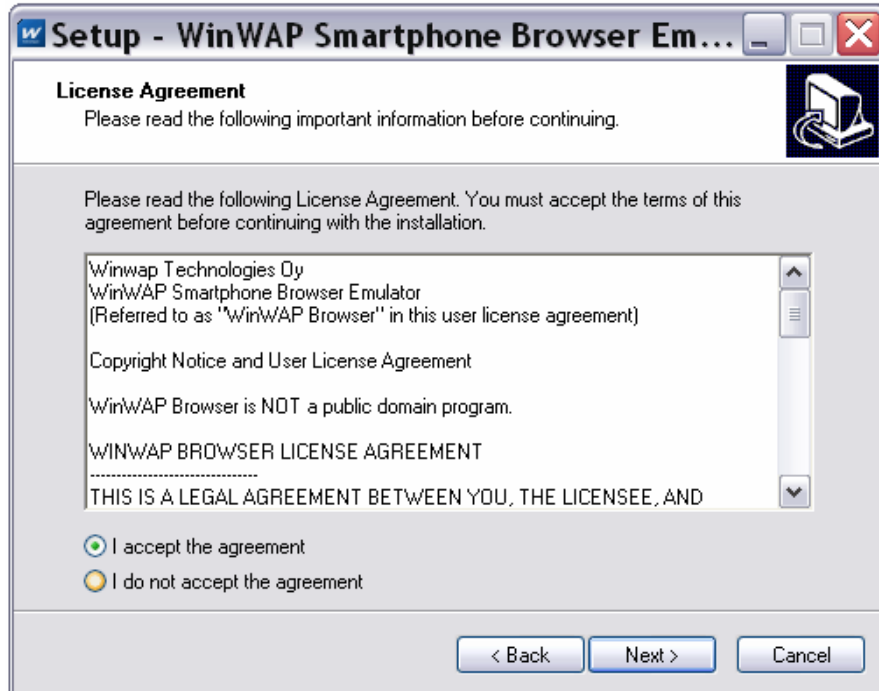 Setup - WinWAP Smartphone Browser Em...
License Agreement
Please read the following important information before continuing.
Please read the following License Agreement. You must accept the terms of this
agreement before continuing with the installation.
Winwap Technologies Oy
WinWAP Smartphone Browser Emulator
(Referred to as "WinWAP Browser" in this user license agreement)
Copyright Notice and User License Agreement
WinWAP Browser is NOT a public domain program.
WINWAP BROWSER LICENSE AGREEMENT
--------------------------------
THIS IS A LEGAL AGREEMENT BETWEEN YOU, THE LICENSEE, AND
I accept the agreement
I do not accept the agreement
< Back
Next >
Cancel